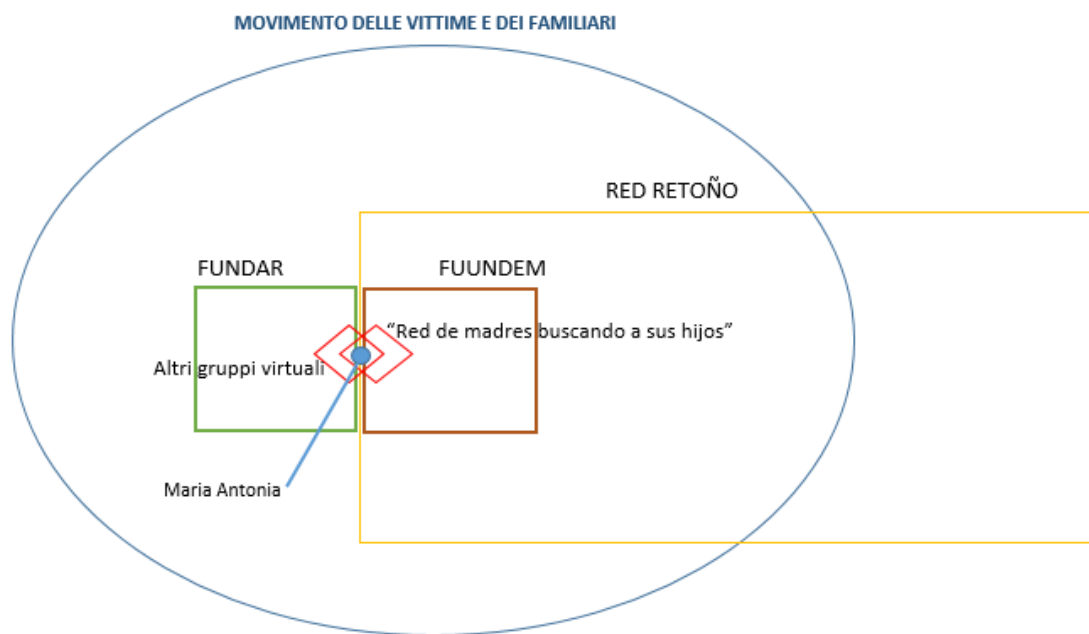 MOVIMENTO DELLE VITTIME E DEI FAMILIARI
RED RETOÑO
FUNDAR
FUUNDEM
“Red de madres buscando a sus hijos”
Altri gruppi virtuali
Maria Antonia